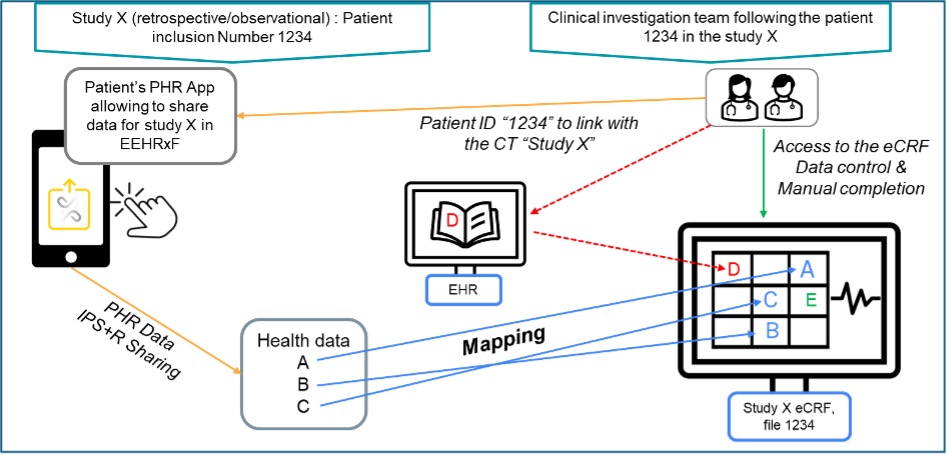 Study X (retrospective/observational) : Patient
inclusion Number 1234
Clinical investigation team following the patient
1234 in the study X
Patient's PHR App
allowing to share
data for study X in
EEHRxF
Patient ID "1234" to link with
the CT "Study X"
Access to the eCRF
Data control &
Manual completion
D
EHR
D
A
C
E
B
PHR Data
IPS+R Sharing
Health data
A
B
C
Mapping
Study X eCRF,
file 1234